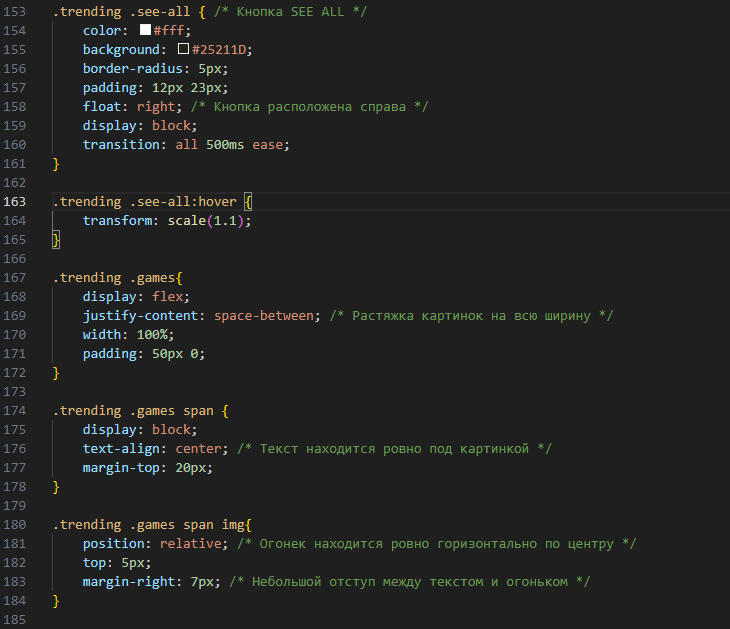 153 .trending .see-all { /* Кнопка SEE ALL */
154 color: #fff;
155 background: #25211D;
156 border-radius: 5px;
157 padding: 12px 23px;
158 float: right; /* Кнопка расположена справа */
159 display: block;
160 transition: all 500ms ease;
161 }
162
163 .trending .see-all:hover {
164 transform: scale(1.1);
165 }
166
167 .trending .games{
168 display: flex;
169 justify-content: space-between; /* Растяжка картинок на всю ширину */
170 width: 100%;
171 padding: 50px 0;
172 }
173
174 .trending .games span {
175 display: block;
176 text-align: center; /* Текст находится ровно под картинкой */
177 margin-top: 20px;
178 }
179
180 .trending .games span img{
181 position: relative; /* Огонек находится ровно горизонтально по центру */
182 top: 5px;
183 margin-right: 7px; /* Небольшой отступ между текстом и огоньком */
184 }
185